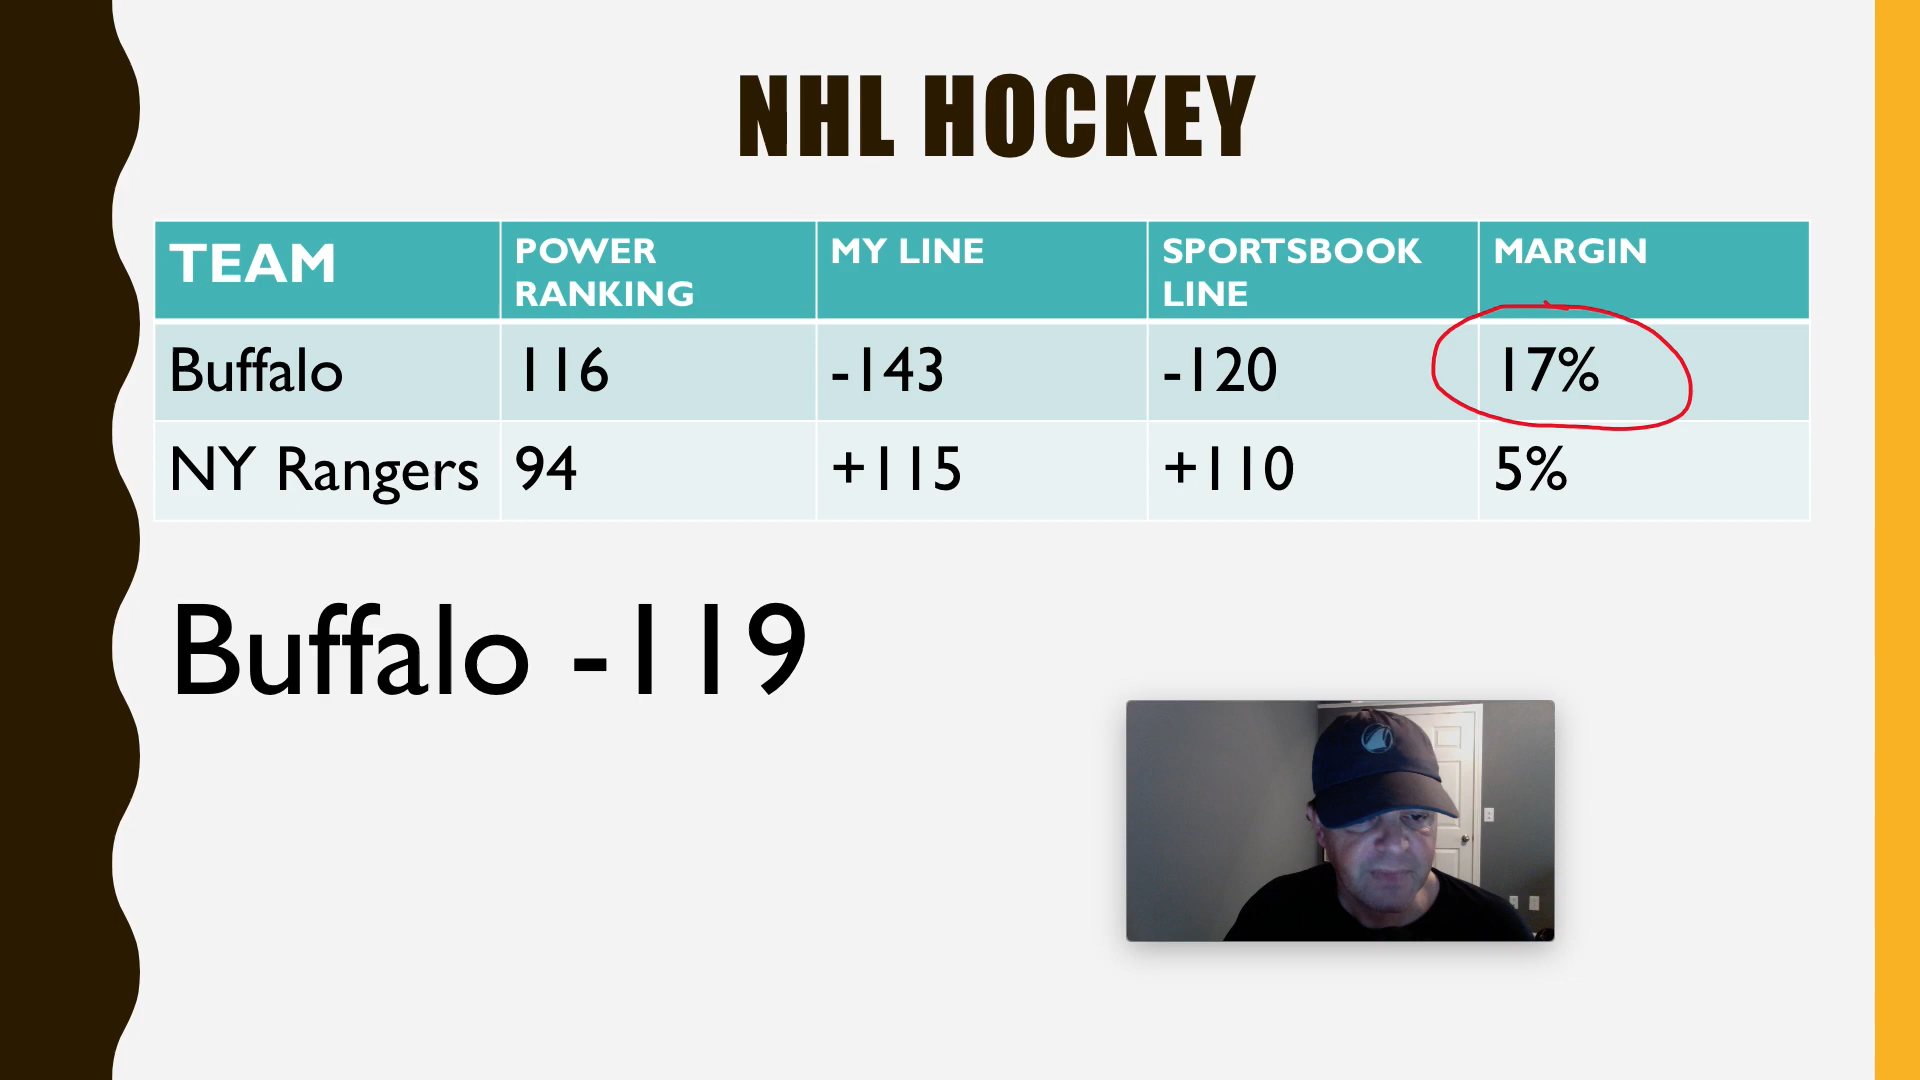 NHL HOCKEY
TEAM POWER RANKING MY LINE SPORTSBOOK LINE MARGIN
Buffalo 116 -143 -120 17%
NY Rangers 94 +115 +110 5%
Buffalo -119